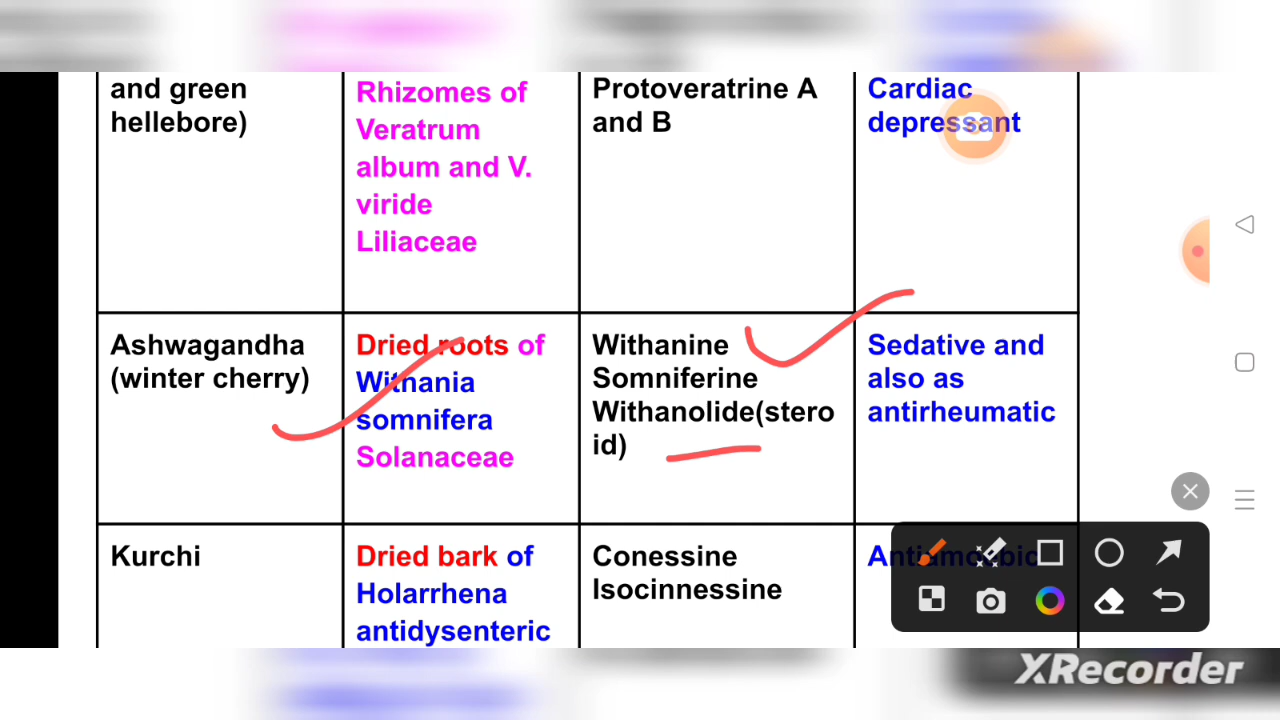 and green
hellebore)
Rhizomes of
Veratrum
album and V.
viride
Liliaceae
Protoveratrine A
and B
Cardiac
depressant
Ashwagandha
(winter cherry)
Dried roots of
Withania
somnifera
Solanaceae
Withanine
Somniferine
Withanolide(stero
id)
Sedative and
also as
antirheumatic
Kurchi
Dried bark of
Holarrhena
antidysenteric
Conessine
Isocinnessine
Antiamoebic
XRecorder